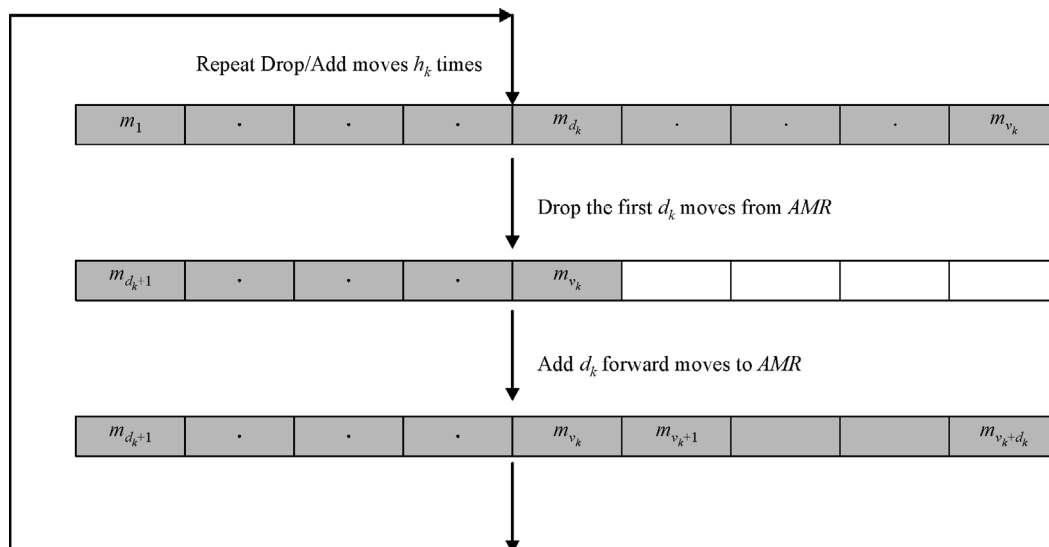 Repeat Drop/Add moves h_k times
m_1 . . . m_{d_k} . . . m_{v_k}
Drop the first d_k moves from AMR
m_{d_k+1} . . . m_{v_k}
Add d_k forward moves to AMR
m_{d_k+1} . . . m_{v_k} m_{v_k+1} m_{v_k+d_k}